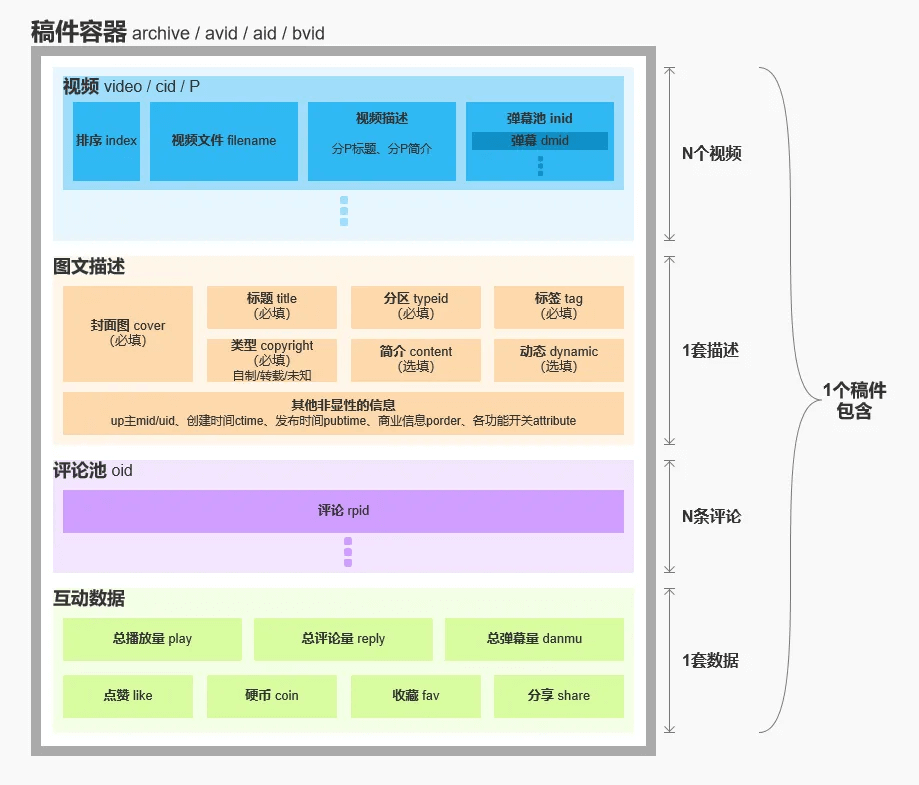 稿件容器 archive / avid / aid / bvid
视频 video / cid / P
排序 index
视频文件 filename
视频描述
分P标题、分P简介
弹幕池 inid
弹幕 dmid
N个视频
图文描述
封面图 cover
(必填)
标题 title
(必填)
分区 typeid
(必填)
标签 tag
(必填)
类型 copyright
(必填)
自制/转载/未知
简介 content
(选填)
动态 dynamic
(选填)
其他非显性的信息
up主mid/uid、创建时间ctime、发布时间pubtime、商业信息porder、各功能开关attribute
1套描述
1个稿件
包含
评论池 oid
评论 rpid
N条评论
互动数据
总播放量 play
总评论量 reply
总弹幕量 danmu
点赞 like
硬币 coin
收藏 fav
分享 share
1套数据